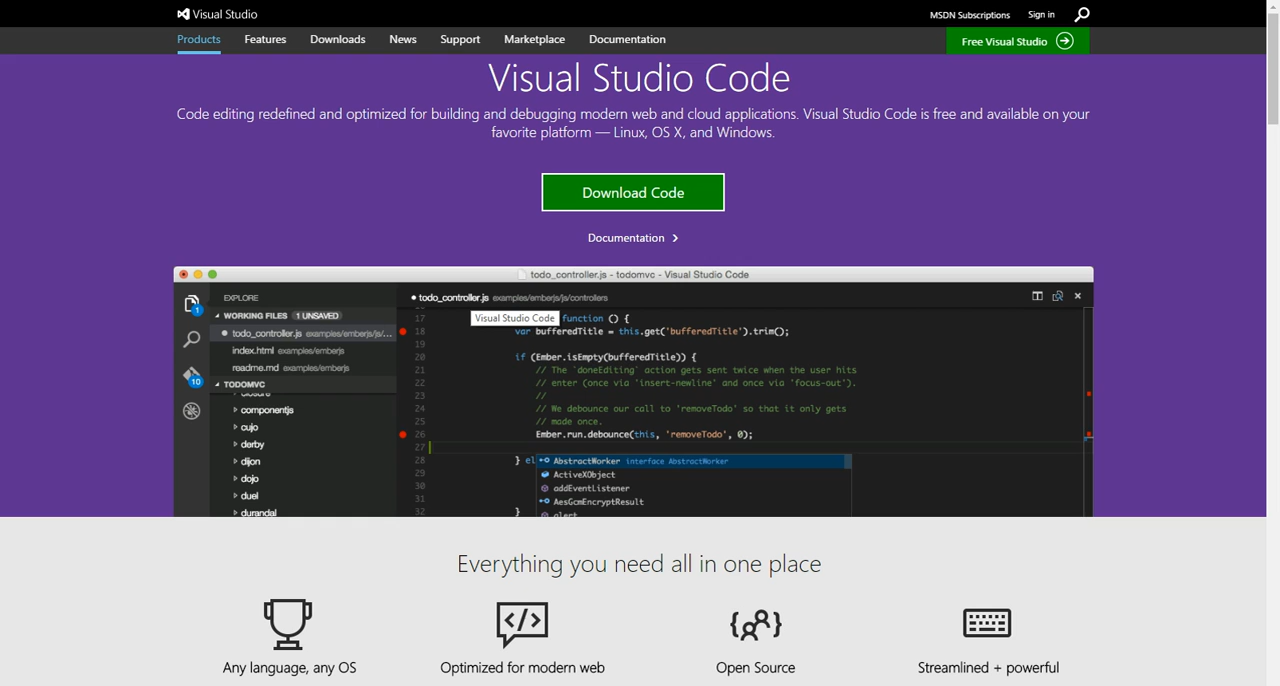 Visual Studio
MSDN Subscriptions Sign in
Products Features Downloads News Support Marketplace Documentation
Free Visual Studio
Visual Studio Code
Code editing redefined and optimized for building and debugging modern web and cloud applications. Visual Studio Code is free and available on your
favorite platform — Linux, OS X, and Windows.
Download Code
Documentation
todo_controller.js - todomvc - Visual Studio Code
EXPLORE
WORKING FILES 1 UNSAVED
todo_controller.js examples/emberjs/js/...
index.html examples/emberjs
readme.md examples/emberjs
TODOMVC
closure
componentjs
cujo
derby
dijon
dojo
duel
durandal
1
10
todo_controller.js examples/emberjs/js/controllers
Visual Studio Code
17 function () {
18 var bufferedTitle = this.get('bufferedTitle').trim();
19
20 if (Ember.isEmpty(bufferedTitle)) {
21 // The `doneEditing` action gets sent twice when the user hits
22 // enter (once via 'insert-newline' and once via 'focus-out').
23 //
24 // We debounce our call to 'removeTodo' so that it only gets
25 // made once.
26 Ember.run.debounce(this, 'removeTodo', 0);
27
28 } el
29
30
31
32 }
AbstractWorker interface AbstractWorker
ActiveXObject
addEventListener
AesGcmEncryptResult
alert
Everything you need all in one place
Any language, any OS
Optimized for modern web
Open Source
Streamlined + powerful